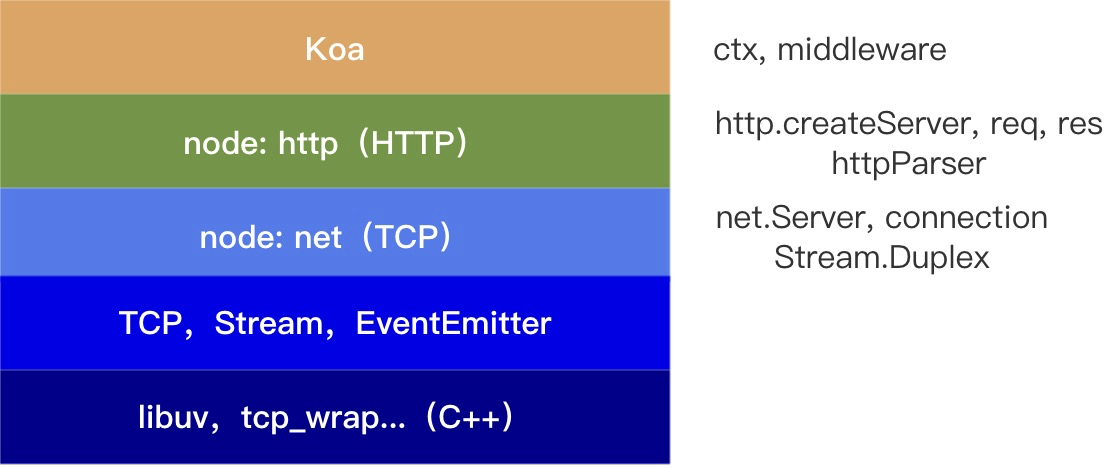 Koa
ctx, middleware
node: http（HTTP）
http.createServer, req, res
httpParser
node: net（TCP）
net.Server, connection
Stream.Duplex
TCP，Stream，EventEmitter
libuv，tcp_wrap...（C++）